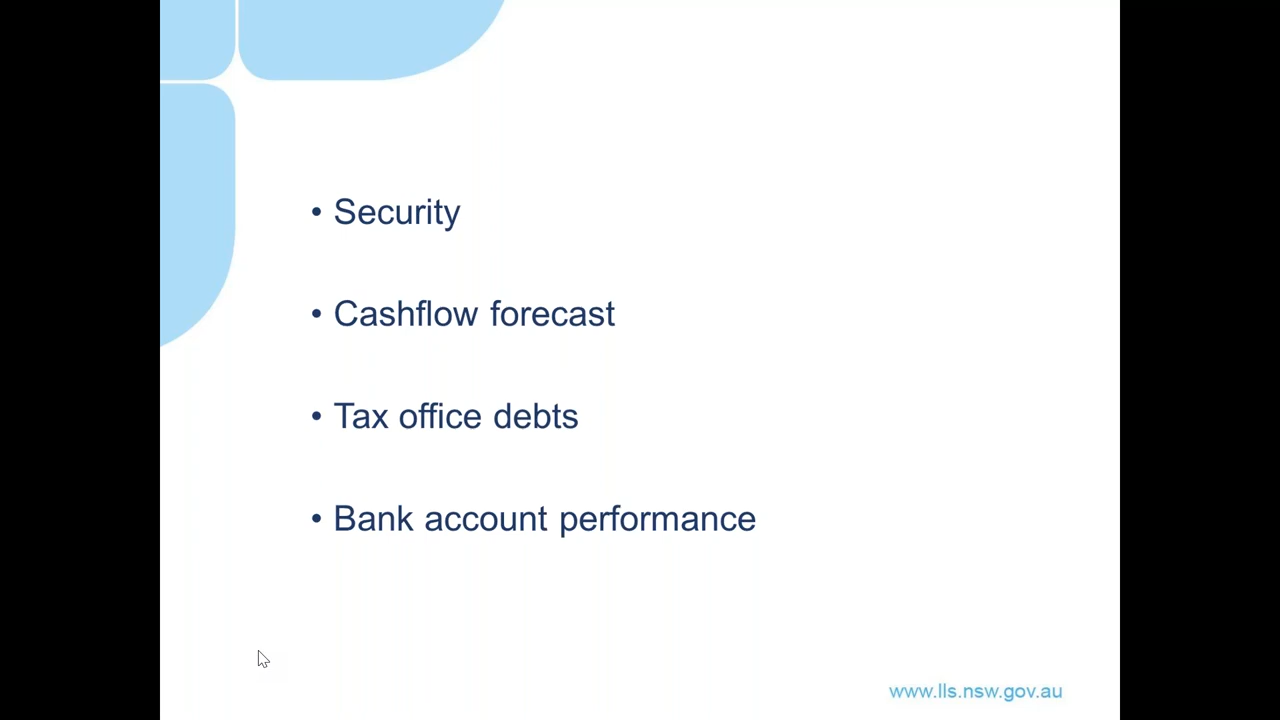 • Security
• Cashflow forecast
• Tax office debts
• Bank account performance
www.lls.nsw.gov.au